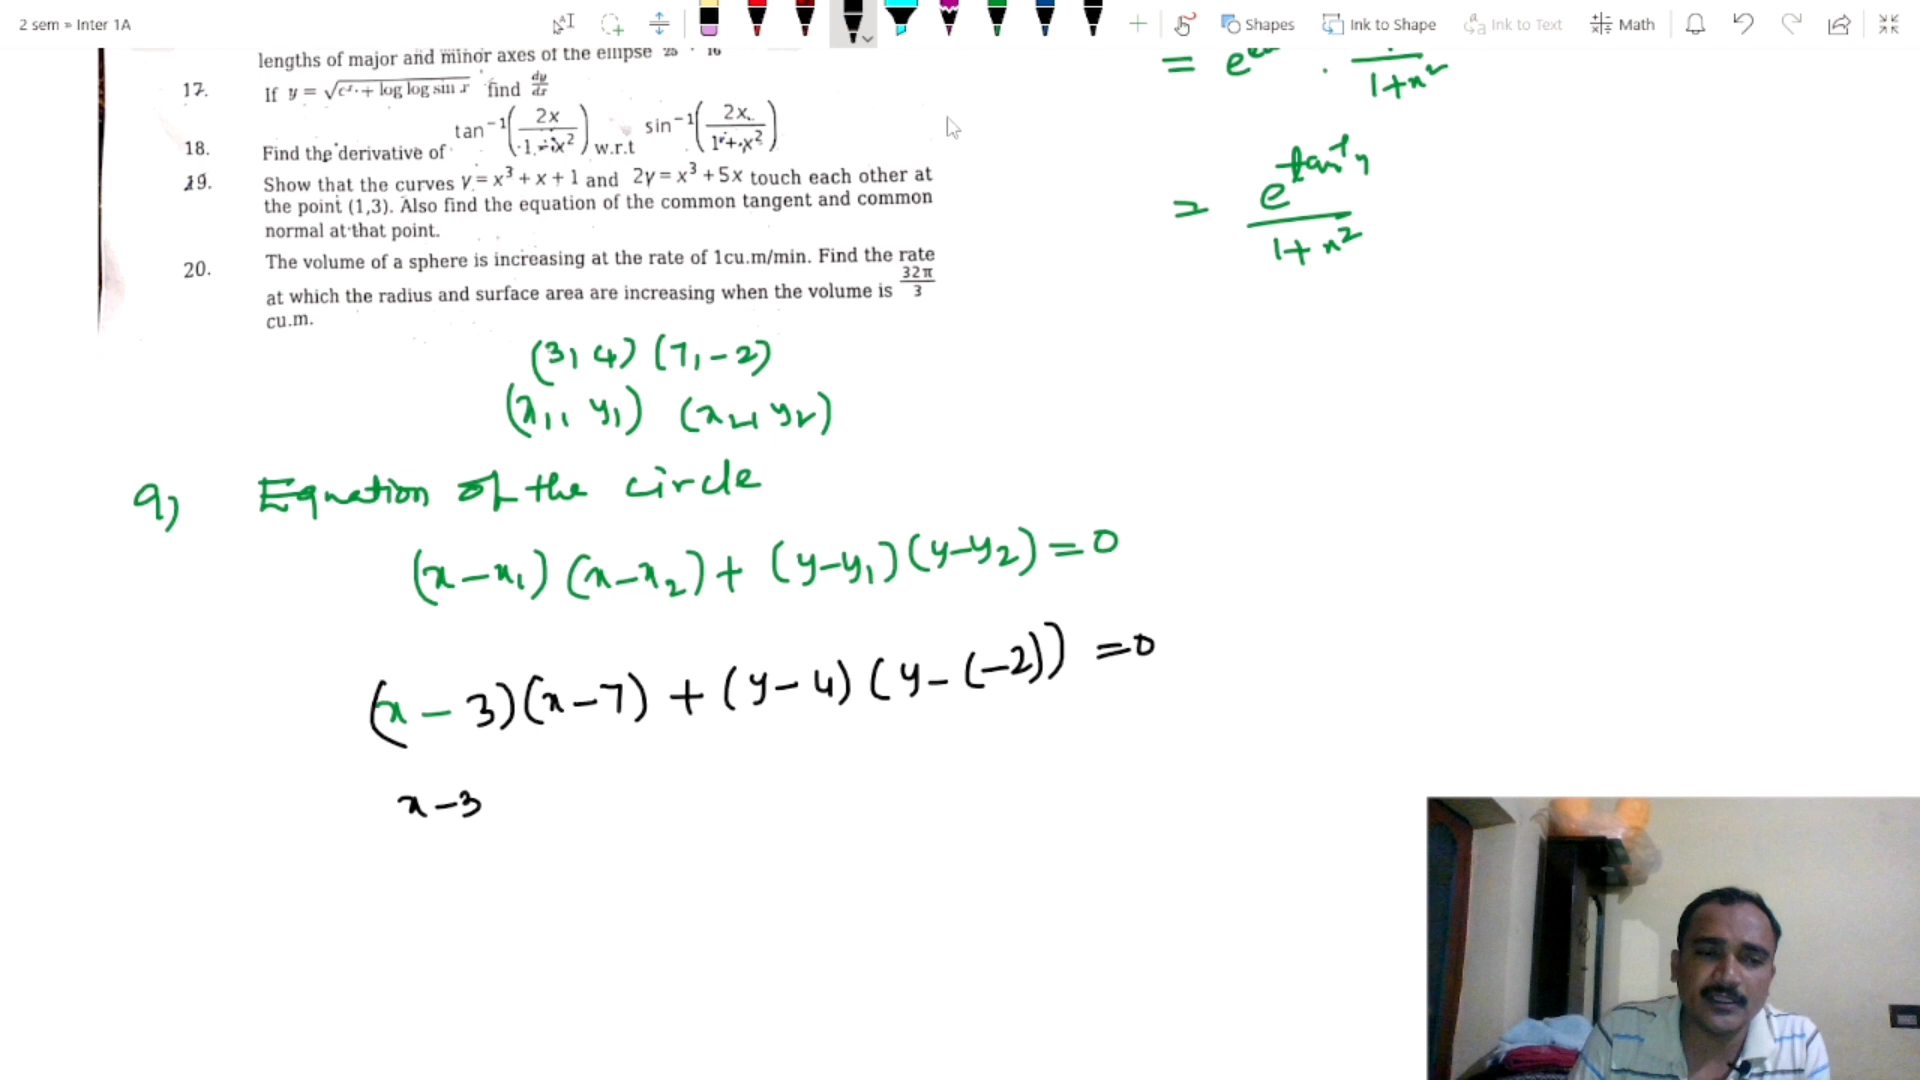 2 sem » Inter 1A
Shapes Ink to Shape Ink to Text Math
lengths of major and minor axes of the ellipse 25 16
17. If y = √(eˣ + log log sin x) find dy/dx
18. Find the derivative of tan⁻¹(2x/(1-x²)) w.r.t sin⁻¹(2x/(1+x²))
19. Show that the curves y = x³ + x + 1 and 2y = x³ + 5x touch each other at
the point (1,3). Also find the equation of the common tangent and common
normal at that point.
20. The volume of a sphere is increasing at the rate of 1cu.m/min. Find the rate
at which the radius and surface area are increasing when the volume is 32π/3
cu.m.
(3, 4) (7, -2)
(x₁, y₁) (x₂, y₂)
9) Equation of the circle
(x-x₁) (x-x₂) + (y-y₁) (y-y₂) = 0
(x - 3)(x-7) + (y-4) (y-(-2)) = 0
x-3
1+x²
= e^(tan⁻¹x)/(1+x²)